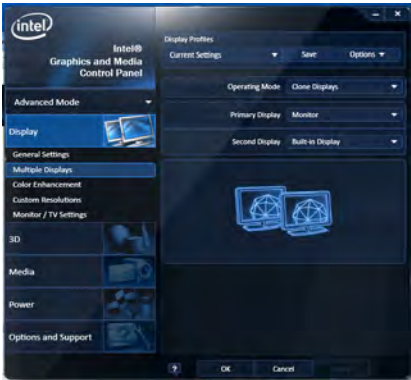 intel
Intel®
Graphics and Media
Control Panel
Advanced Mode
Display
General Settings
Multiple Displays
Color Enhancement
Custom Resolutions
Monitor / TV Settings
3D
Media
Power
Options and Support
Display Profiles
Current Settings
Save
Options
Operating Mode
Clone Displays
Primary Display
Monitor
Second Display
Built-in Display
?
OK
Cancel